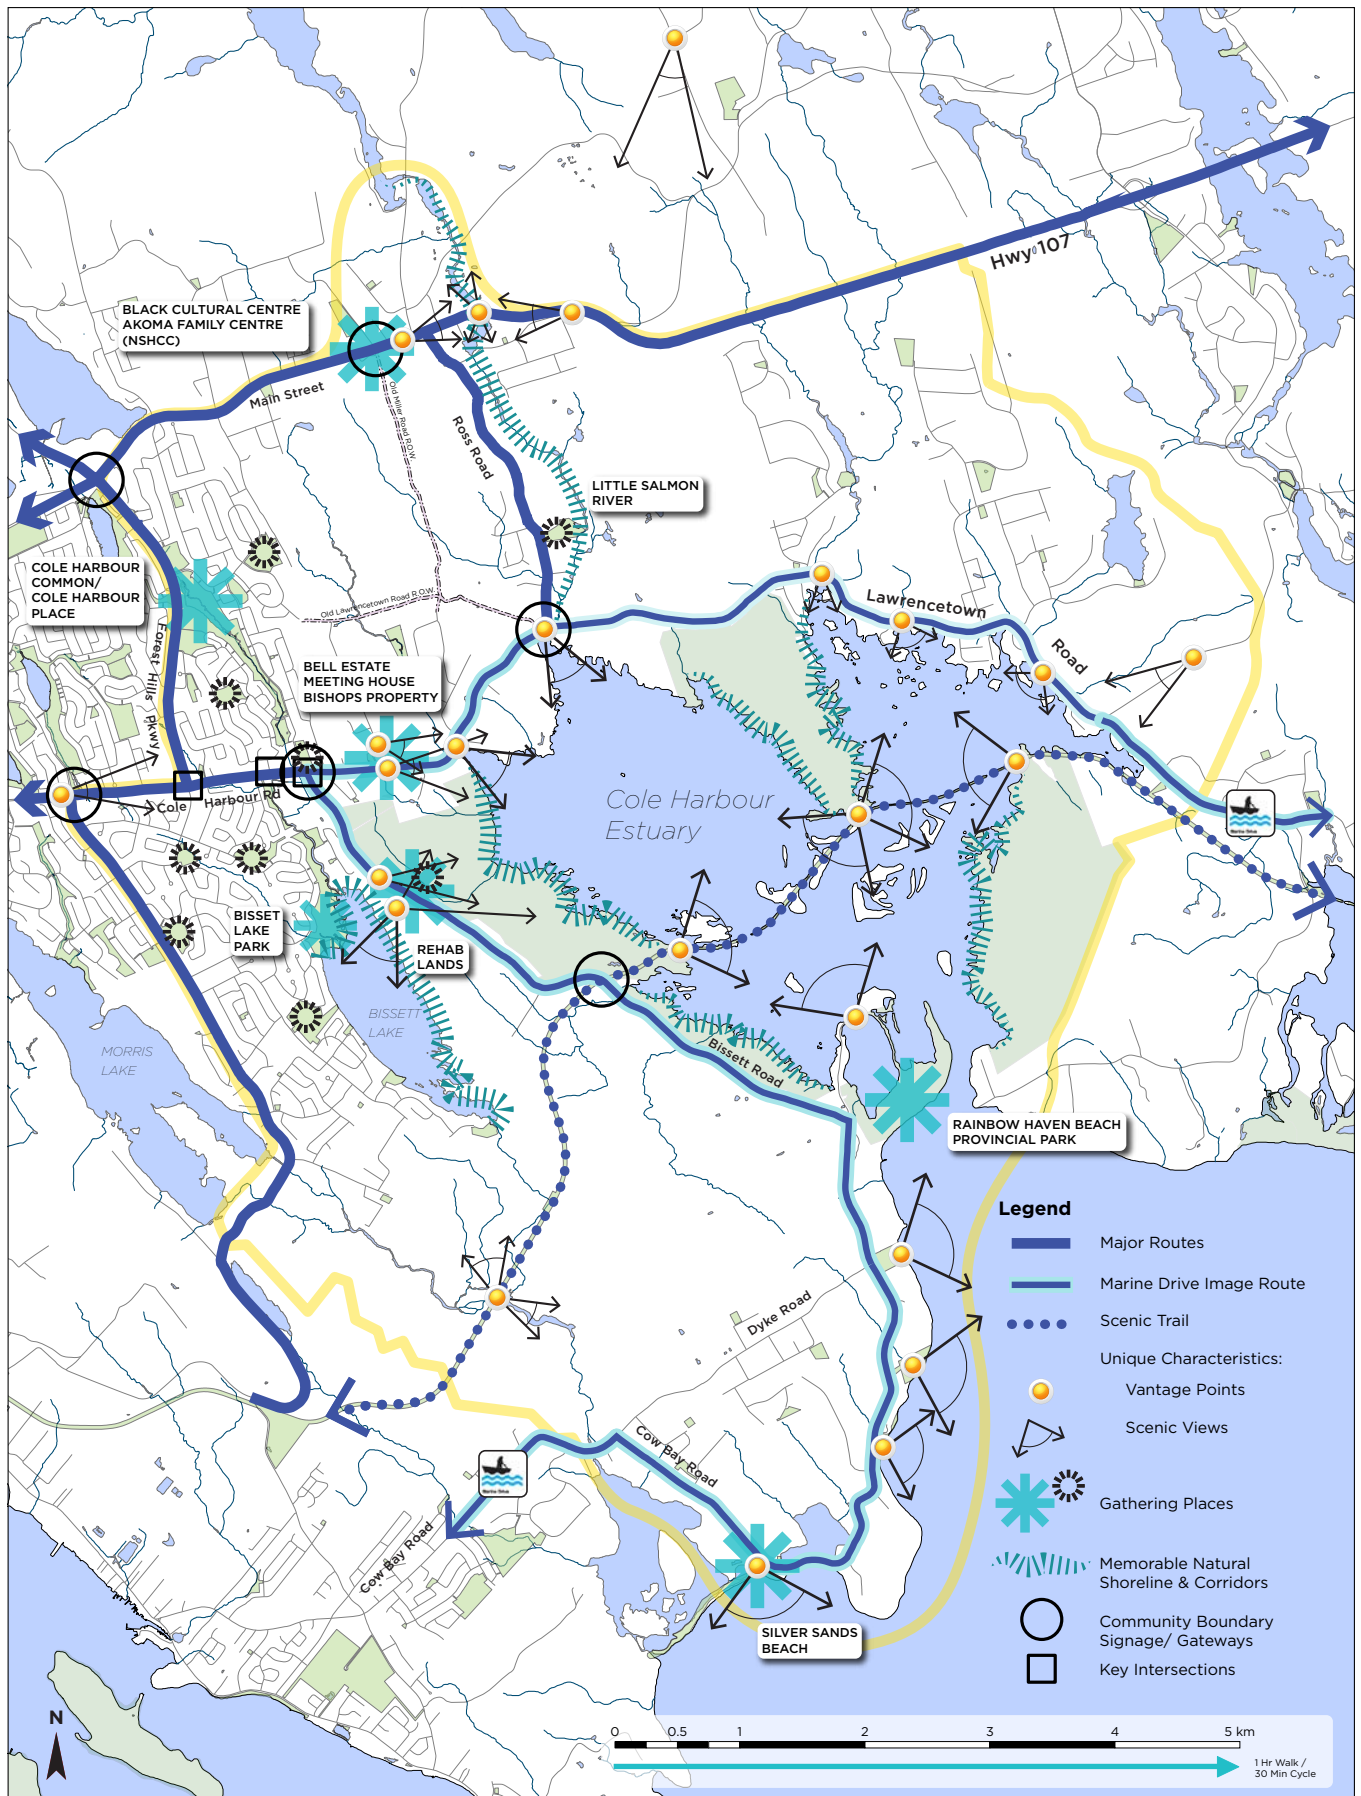 Hwy 107
BLACK CULTURAL CENTRE
AKOMA FAMILY CENTRE
(NSHCC)
Main Street
Old Miller Road R.O.W.
Ross Road
LITTLE SALMON
RIVER
COLE HARBOUR
COMMON/
COLE HARBOUR
PLACE
Old Lawrencetown Road R.O.W.
Lawrencetown
Road
Forest Hills Pkwy
BELL ESTATE
MEETING HOUSE
BISHOPS PROPERTY
Cole Harbour Rd
Cole Harbour
Estuary
Marine Drive
BISSET
LAKE
PARK
REHAB
LANDS
BISSETT
LAKE
MORRIS
LAKE
Bissett Road
RAINBOW HAVEN BEACH
PROVINCIAL PARK
Dyke Road
Cow Bay Road
Marine Drive
Cow Bay Road
SILVER SANDS
BEACH
Legend
Major Routes
Marine Drive Image Route
Scenic Trail
Unique Characteristics:
Vantage Points
Scenic Views
Gathering Places
Memorable Natural
Shoreline & Corridors
Community Boundary
Signage/ Gateways
Key Intersections
N
0 0.5 1 2 3 4 5 km
1 Hr Walk /
30 Min Cycle